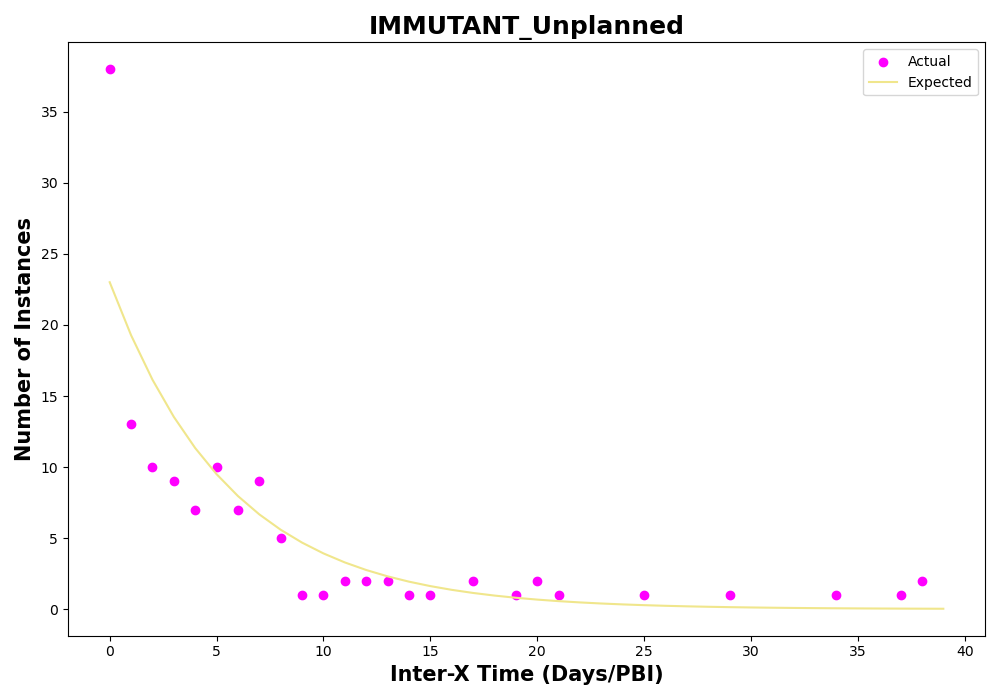 IMMUTANT_Unplanned
Actual
Expected
Number of Instances
35
30
25
20
15
10
5
0
0 5 10 15 20 25 30 35 40
Inter-X Time (Days/PBI)